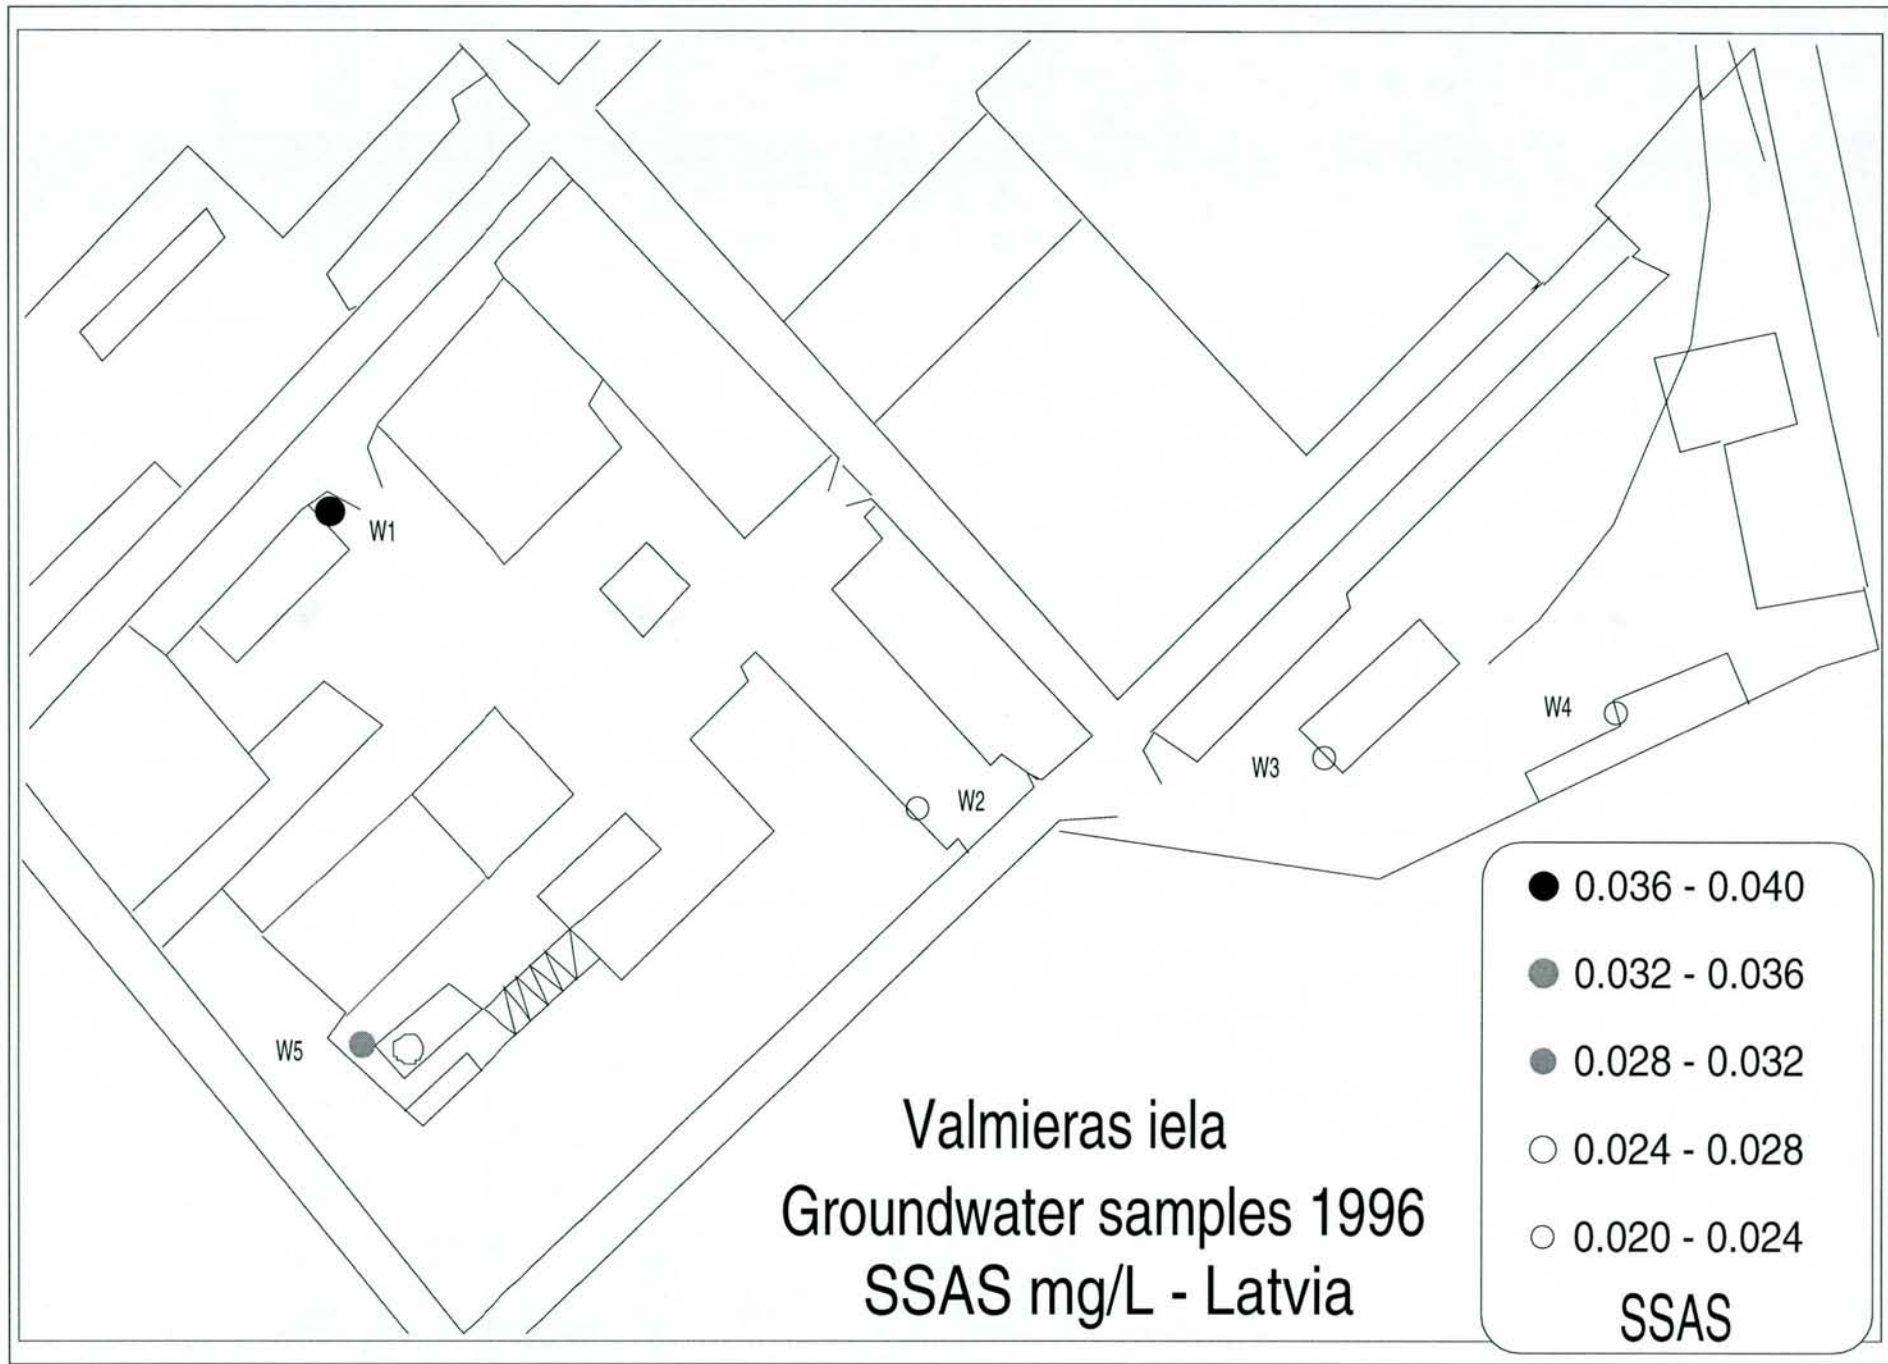 W1
W4
W3
W2
W5
0.036 - 0.040
0.032 - 0.036
0.028 - 0.032
0.024 - 0.028
0.020 - 0.024
SSAS
Valmieras iela
Groundwater samples 1996
SSAS mg/L - Latvia